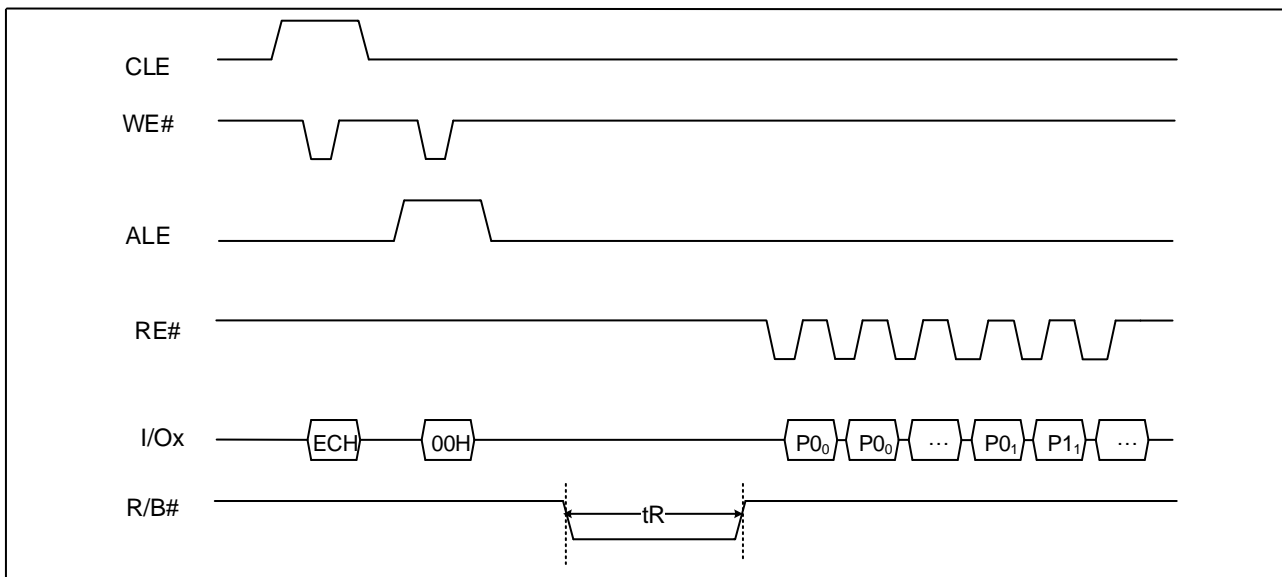 CLE
WE#
ALE
RE#
I/Ox ECH 00H P0₀ P0₀ ... P0₁ P1₁ ...
R/B# tR